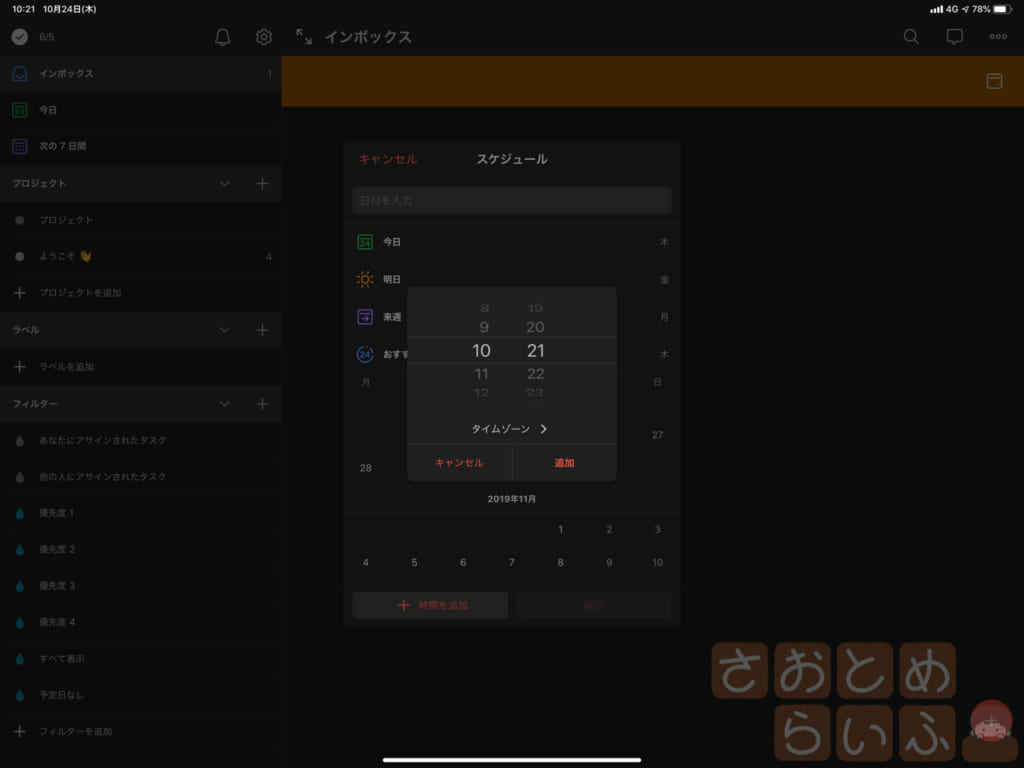 10:21 10月24日(木)
4G 78%
6/5
インボックス
インボックス 1
24 今日
次の 7 日間
プロジェクト
プロジェクト
ようこそ 👋 4
プロジェクトを追加
ラベル
ラベルを追加
フィルター
あなたにアサインされたタスク
他の人にアサインされたタスク
優先度 1
優先度 2
優先度 3
優先度 4
すべて表示
予定日なし
フィルターを追加
キャンセル スケジュール
日付を入力
24 今日 木
明日 金
来週 月
24 おすす 木
月 日
8 19
9 20
10 21
11 22
12 23
タイムゾーン
キャンセル 追加
27
28
2019年11月
1 2 3
4 5 6 7 8 9 10
時間を追加 保存
さおとめ
らいふ